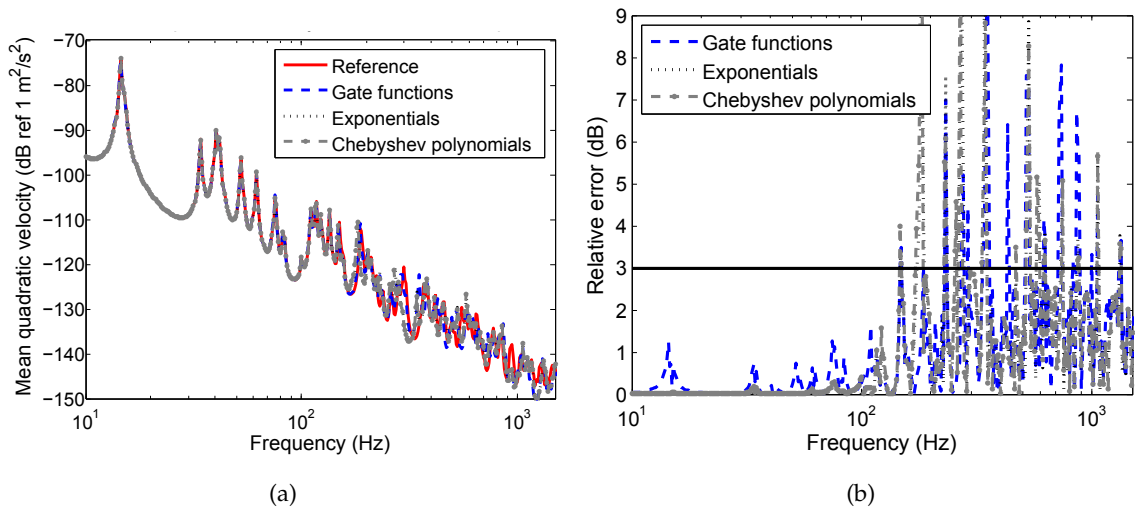 −70
−80
−90
−100
−110
−120
−130
−140
−150
Mean quadratic velocity (dB ref 1 m²/s²)
Reference
Gate functions
Exponentials
Chebyshev polynomials
10¹
10²
10³
Frequency (Hz)
(a)
9
8
7
6
5
4
3
2
1
0
Relative error (dB)
Gate functions
Exponentials
Chebyshev polynomials
10¹
10²
10³
Frequency (Hz)
(b)